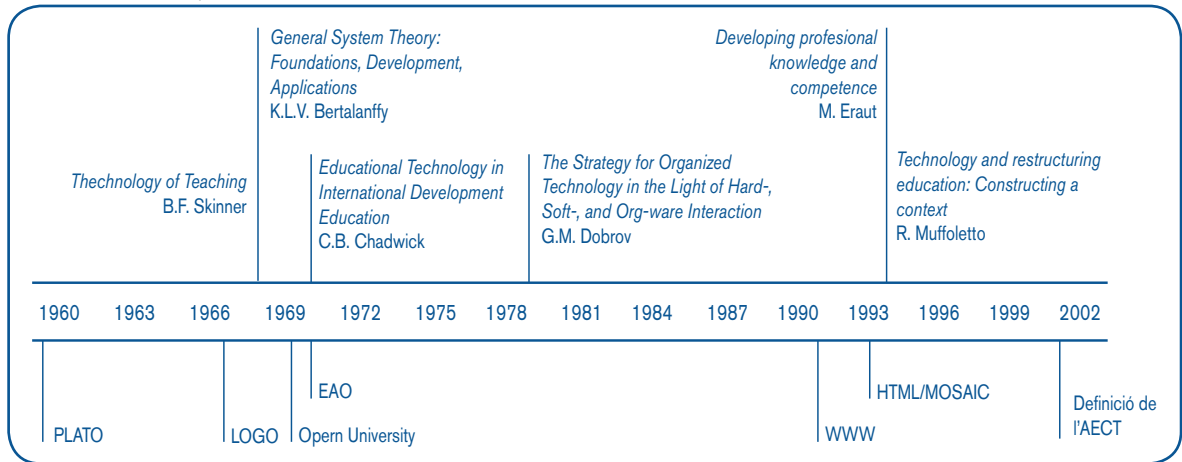 General System Theory:
Foundations, Development,
Applications
K.L.V. Bertalanffy
Developing profesional
knowledge and
competence
M. Eraut
Thechnology of Teaching
B.F. Skinner
Educational Technology in
International Development
Education
C.B. Chadwick
The Strategy for Organized
Technology in the Light of Hard-,
Soft-, and Org-ware Interaction
G.M. Dobrov
Technology and restructuring
education: Constructing a
context
R. Muffoletto
1960 1963 1966 1969 1972 1975 1978 1981 1984 1987 1990 1993 1996 1999 2002
EAO
HTML/MOSAIC
PLATO
LOGO
Opern University
WWW
Definició de
l'AECT